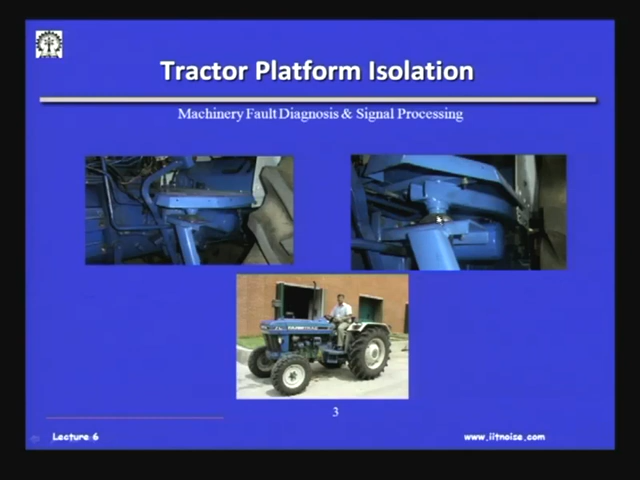 Tractor Platform Isolation
Machinery Fault Diagnosis & Signal Processing
3
Lecture 6
www.iitnoise.com